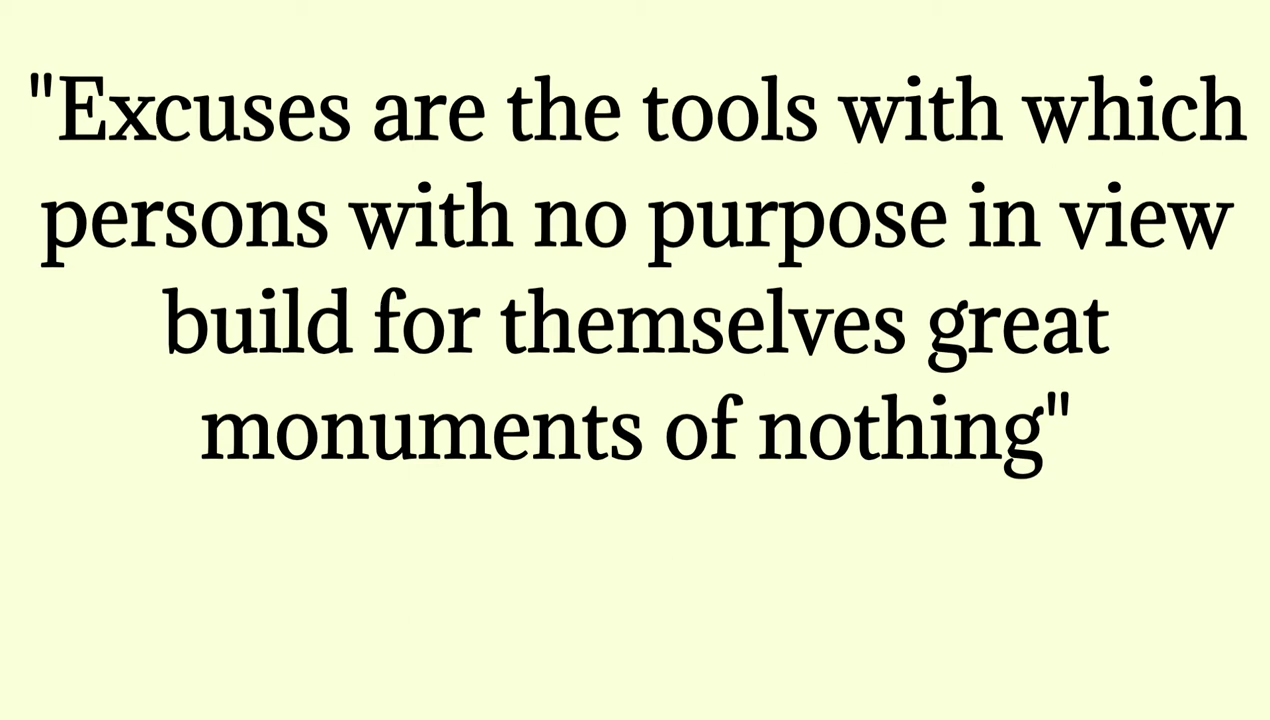 "Excuses are the tools with which
persons with no purpose in view
build for themselves great
monuments of nothing"